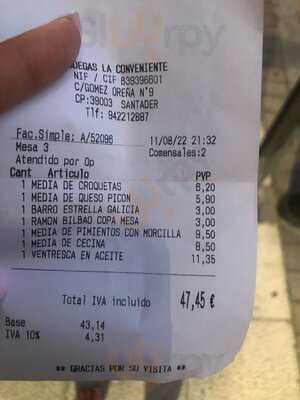 ODEGAS LA CONVENIENTE
NIF / CIF B39396601
C/GOMEZ OREÑA Nº9
CP:39003 SANTADER
Tlf: 942212887
Fac.Simple: A/52096 11/08/22 21:32
Mesa 3 Comensales:2
Atendido por Op
Cant Artículo PVP
1 MEDIA DE CROQUETAS 6,20
1 MEDIA DE QUESO PICON 5,90
1 BARRO ESTRELLA GALICIA 3,00
1 RAMON BILBAO COPA MESA 3,00
1 MEDIA DE PIMIENTOS CON MORCILLA 9,50
1 MEDIA DE CECINA 8,50
1 VENTRESCA EN ACEITE 11,35
Total IVA incluido 47,45 €
Base 43,14
IVA 10% 4,31
** GRACIAS POR SU VISITA **